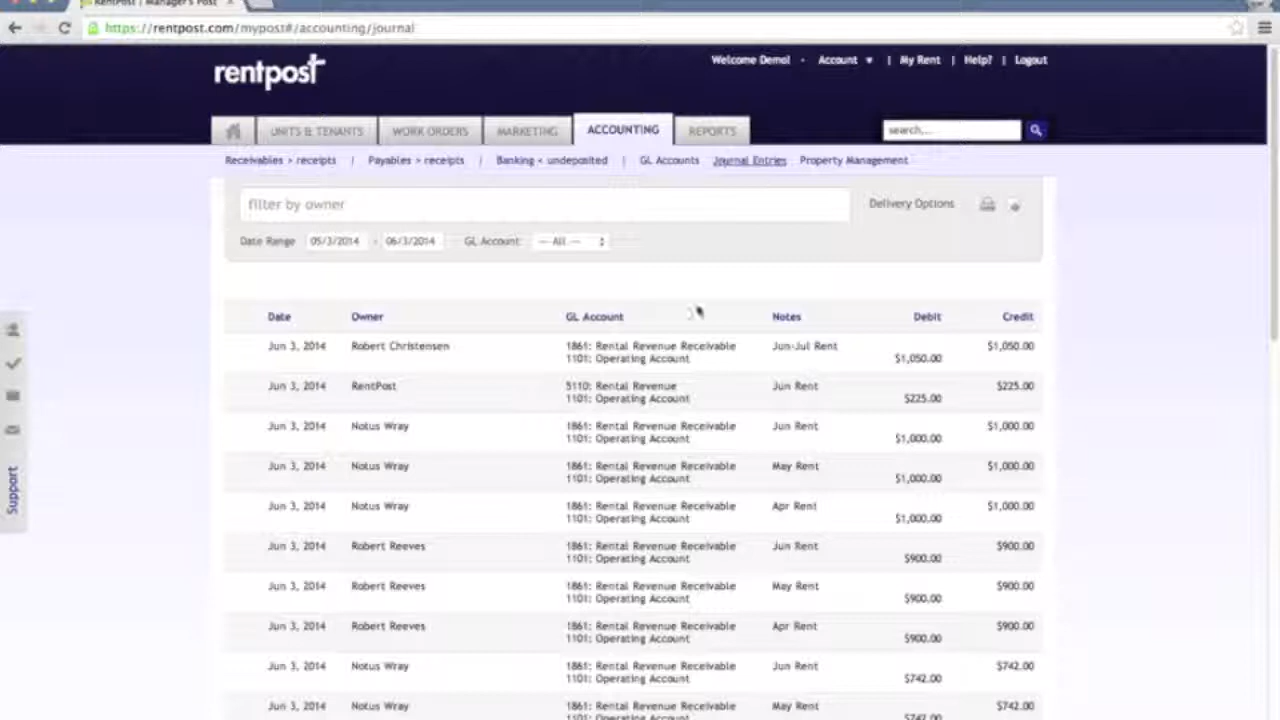 RentPost | Manager's Post
https://rentpost.com/mypost#/accounting/journal
rentpost
Welcome Demo! - Account ▼ | My Rent | Help? | Logout
UNITS & TENANTS WORK ORDERS MARKETING ACCOUNTING REPORTS search...
Receivables > receipts | Payables > receipts | Banking < undeposited | GL Accounts Journal Entries Property Management
filter by owner Delivery Options
Date Range 05/3/2014 - 06/3/2014 GL Account: -- All --
Date Owner GL Account Notes Debit Credit
Jun 3, 2014 Robert Christensen 1861: Rental Revenue Receivable Jun-Jul Rent $1,050.00
1101: Operating Account $1,050.00
Jun 3, 2014 RentPost 5110: Rental Revenue Jun Rent $225.00
1101: Operating Account $225.00
Jun 3, 2014 Notus Wray 1861: Rental Revenue Receivable Jun Rent $1,000.00
1101: Operating Account $1,000.00
Jun 3, 2014 Notus Wray 1861: Rental Revenue Receivable May Rent $1,000.00
1101: Operating Account $1,000.00
Jun 3, 2014 Notus Wray 1861: Rental Revenue Receivable Apr Rent $1,000.00
1101: Operating Account $1,000.00
Jun 3, 2014 Robert Reeves 1861: Rental Revenue Receivable Jun Rent $900.00
1101: Operating Account $900.00
Jun 3, 2014 Robert Reeves 1861: Rental Revenue Receivable May Rent $900.00
1101: Operating Account $900.00
Jun 3, 2014 Robert Reeves 1861: Rental Revenue Receivable Apr Rent $900.00
1101: Operating Account $900.00
Jun 3, 2014 Notus Wray 1861: Rental Revenue Receivable Jun Rent $742.00
1101: Operating Account $742.00
Jun 3, 2014 Notus Wray 1861: Rental Revenue Receivable May Rent $742.00
1101: Operating Account $742.00
Support